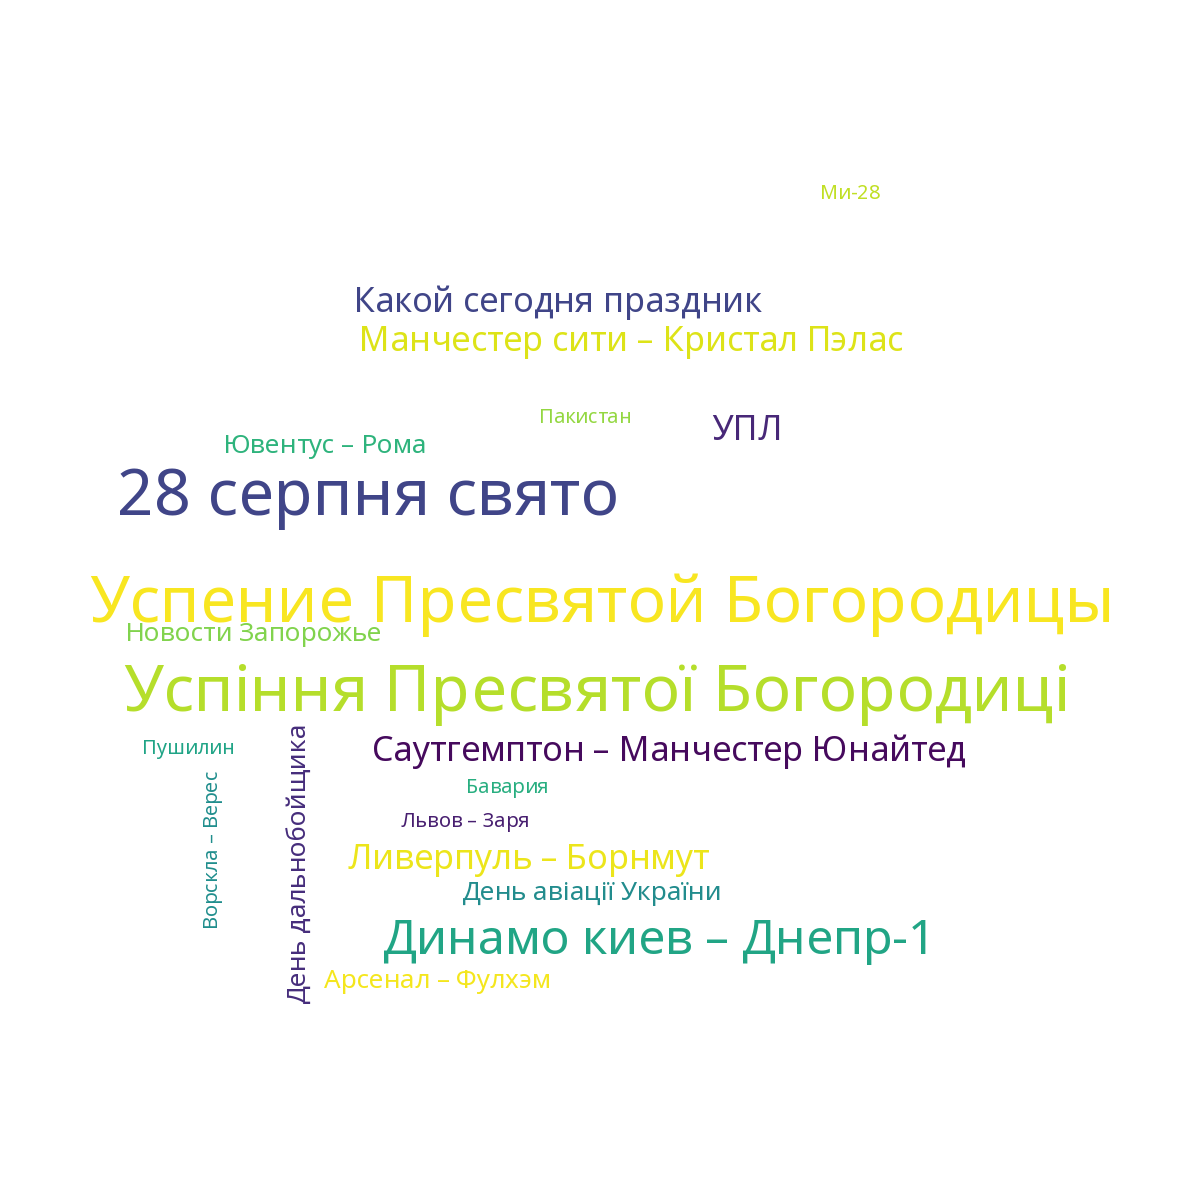 Ми-28
Какой сегодня праздник
Манчестер сити – Кристал Пэлас
Пакистан
УПЛ
Ювентус – Рома
28 серпня свято
Успение Пресвятой Богородицы
Новости Запорожье
Успіння Пресвятої Богородиці
Пушилин
Саутгемптон – Манчестер Юнайтед
День дальнобойщика
Ворскла – Верес
Бавария
Львов – Заря
Ливерпуль – Борнмут
День авіації України
Динамо киев – Днепр-1
Арсенал – Фулхэм